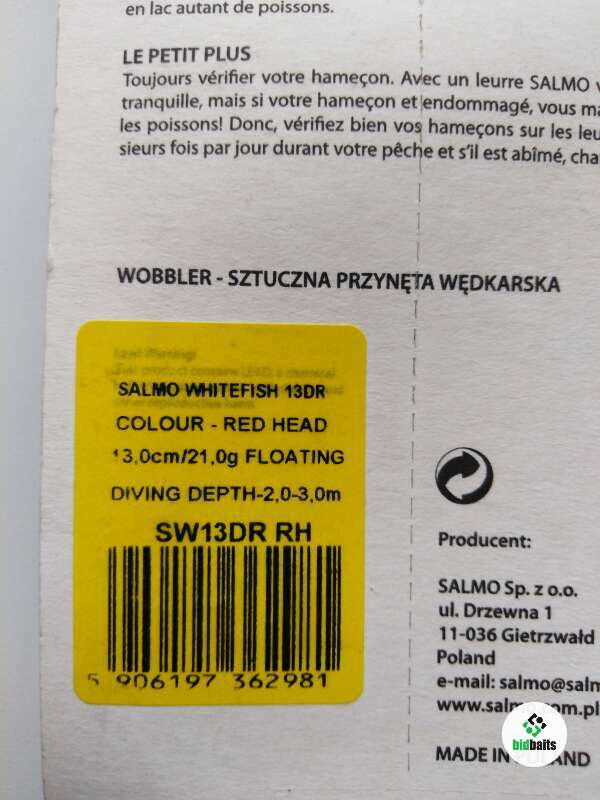 en lac autant de poissons.
LE PETIT PLUS
Toujours vérifier votre hameçon. Avec un leurre SALMO
tranquille, mais si votre hameçon et endommagé, vous
les poissons! Donc, vérifiez bien vos hameçons sur les
sieurs fois par jour durant votre pêche et s'il est abîmé,
WOBBLER - SZTUCZNA PRZYNĘTA WĘDKARSKA
SALMO WHITEFISH 13DR
COLOUR - RED HEAD
13,0cm/21,0g FLOATING
DIVING DEPTH-2,0-3,0m
SW13DR RH
5 906197 362981
Producent:
SALMO Sp. z o.o.
ul. Drzewna 1
11-036 Gietrzwałd
Poland
e-mail:
MADE IN POLAND
bidbaits